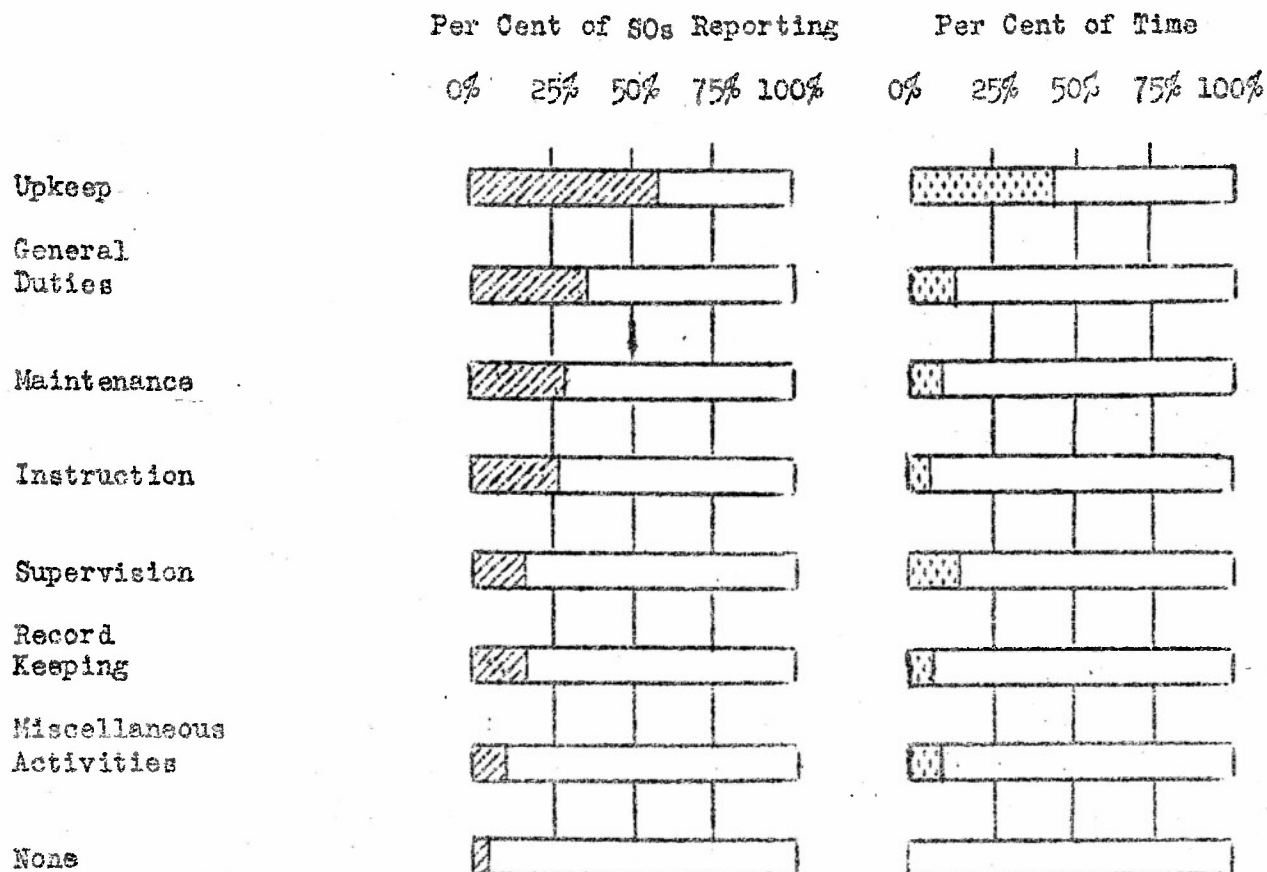 Per Cent of SOs Reporting Per Cent of Time
0% 25% 50% 75% 100% 0% 25% 50% 75% 100%
Upkeep
General
Duties
Maintenance
Instruction
Supervision
Record
Keeping
Miscellaneous
Activities
None